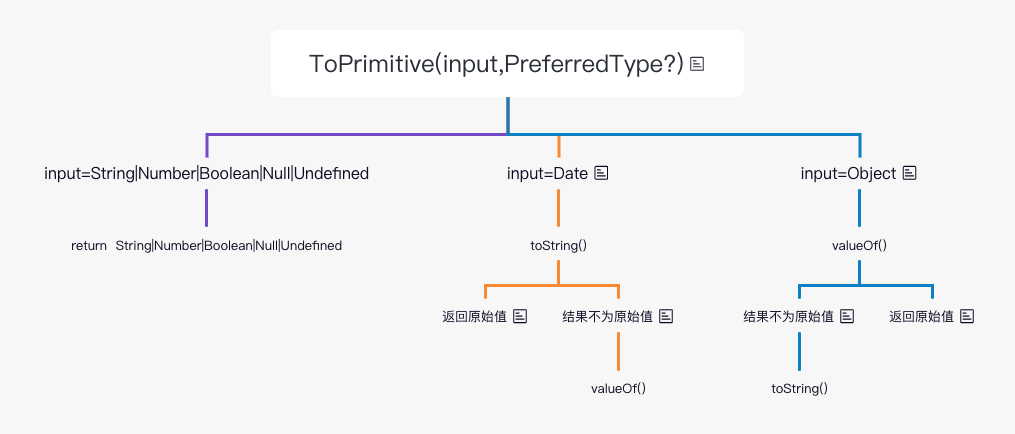 ToPrimitive(input,PreferredType?)
input=String|Number|Boolean|Null|Undefined
input=Date
input=Object
return String|Number|Boolean|Null|Undefined
toString()
valueOf()
返回原始值
结果不为原始值
结果不为原始值
返回原始值
valueOf()
toString()